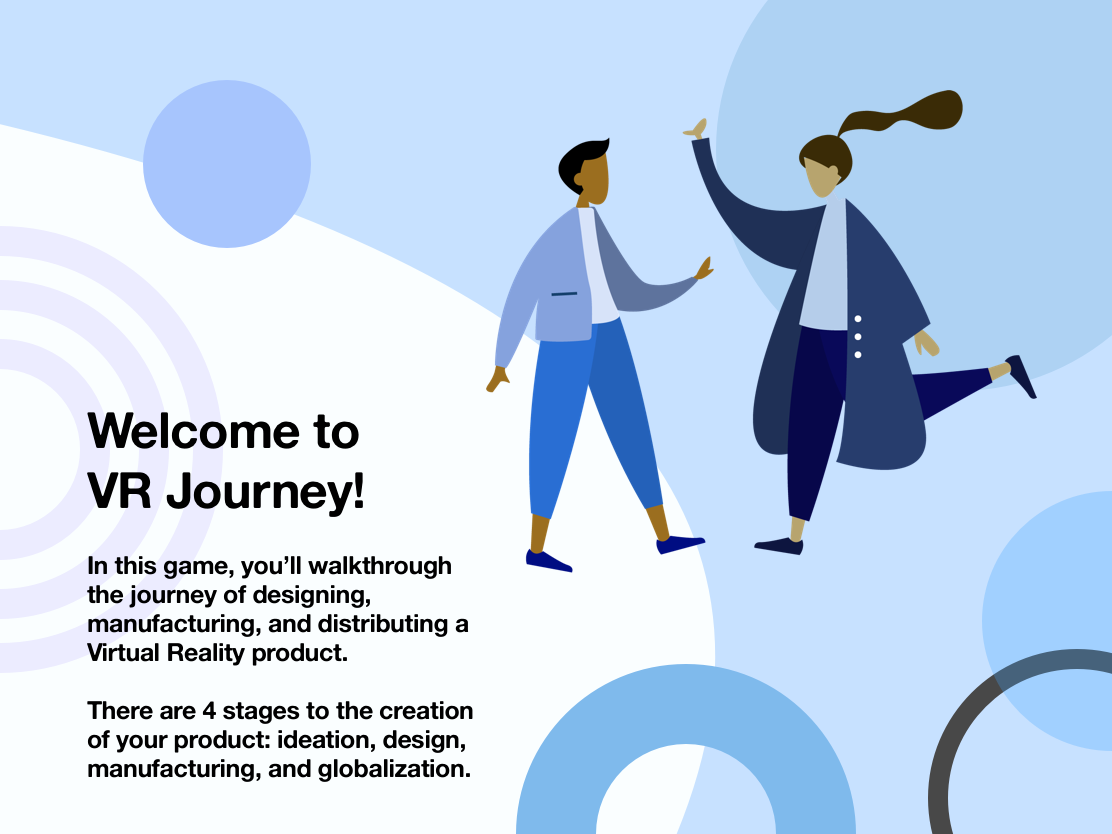 Welcome to
VR Journey!
In this game, you’ll walkthrough
the journey of designing,
manufacturing, and distributing a
Virtual Reality product.
There are 4 stages to the creation
of your product: ideation, design,
manufacturing, and globalization.